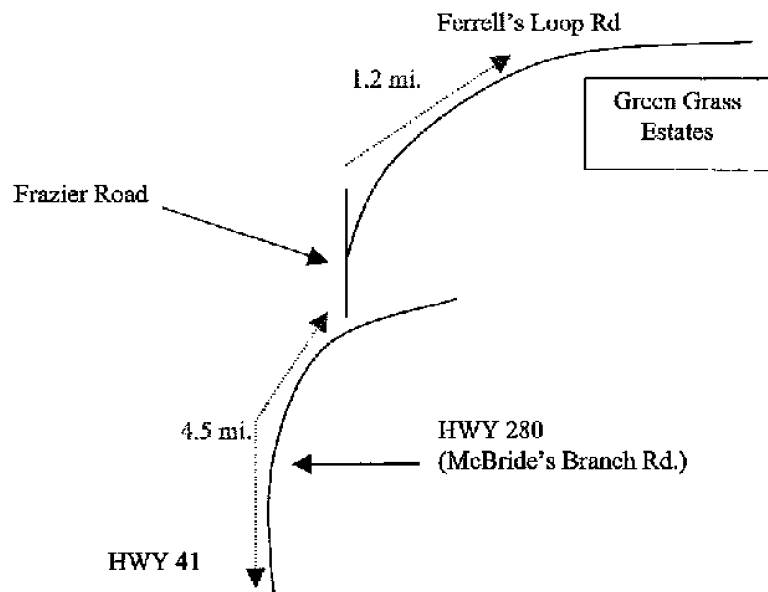 Ferrell's Loop Rd
1.2 mi.
Green Grass
Estates
Frazier Road
4.5 mi.
HWY 280
(McBride's Branch Rd.)
HWY 41